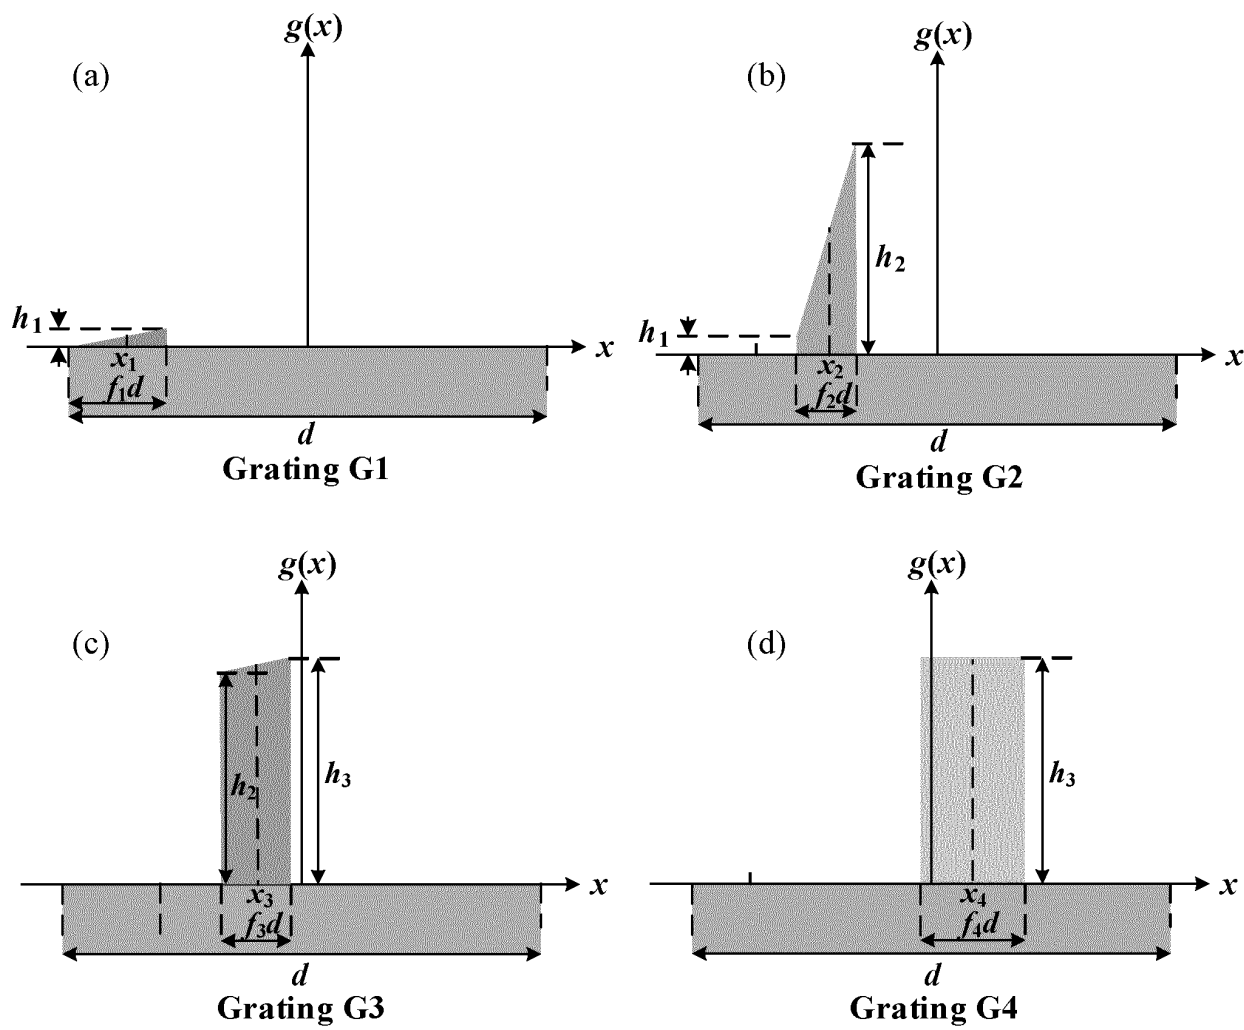 (a)
g(x)
h₁
x
x₁
f₁d
d
Grating G1
(b)
g(x)
h₂
h₁
x
x₂
f₂d
d
Grating G2
(c)
g(x)
h₂
h₃
x
x₃
f₃d
d
Grating G3
(d)
g(x)
h₃
x
x₄
f₄d
d
Grating G4